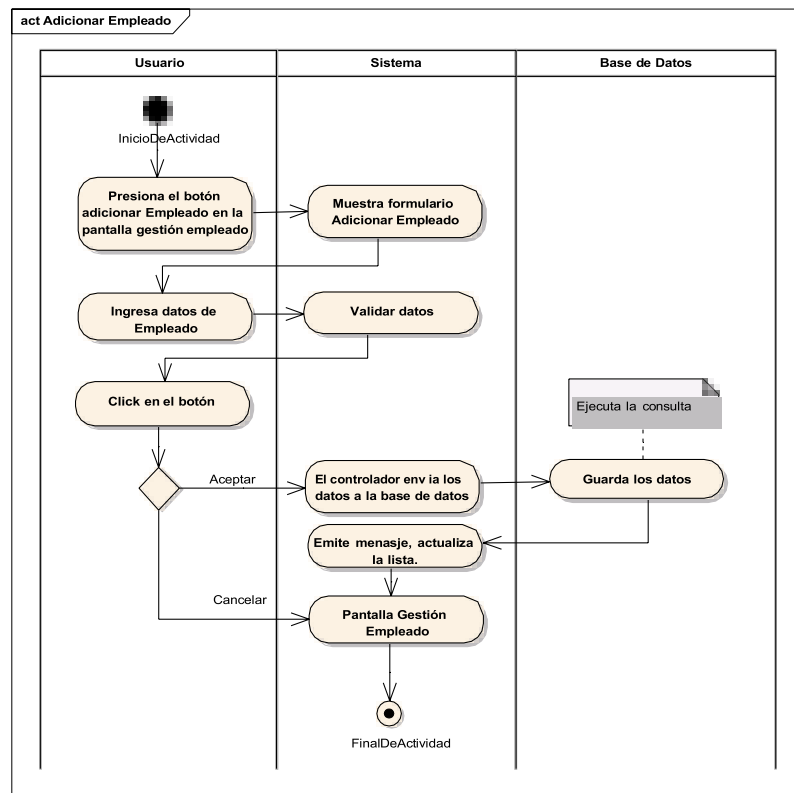 act Adicionar Empleado
Usuario
Sistema
Base de Datos
InicioDeActividad
Presiona el botón
adicionar Empleado en la
pantalla gestión empleado
Muestra formulario
Adicionar Empleado
Ingresa datos de
Empleado
Validar datos
Click en el botón
Ejecuta la consulta
Aceptar
El controlador env ia los
datos a la base de datos
Guarda los datos
Emite menasje, actualiza
la lista.
Cancelar
Pantalla Gestión
Empleado
FinalDeActividad